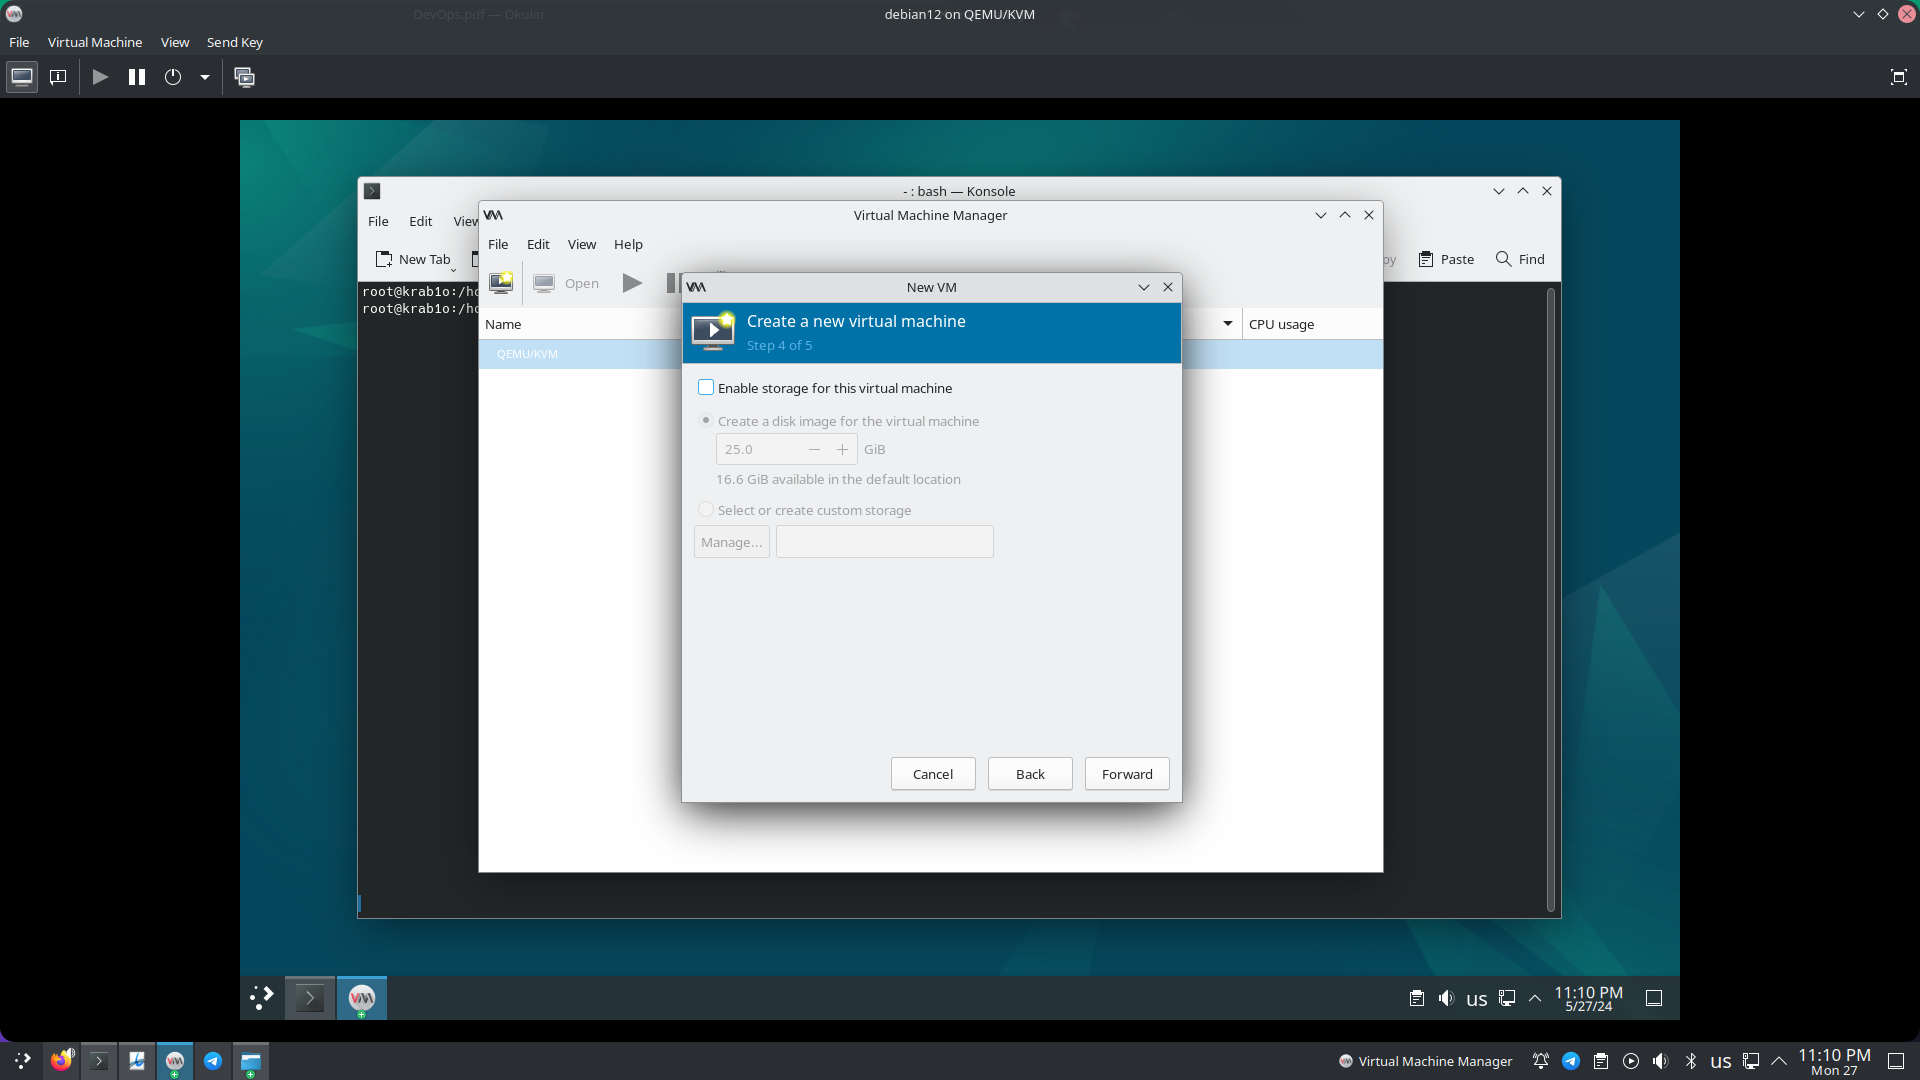 DevOps.pdf — Okular
debian12 on QEMU/KVM
File Virtual Machine View Send Key
- : bash — Konsole
File Edit View
New Tab
Paste Find
root@krab1o:/h
root@krab1o:/h
Virtual Machine Manager
File Edit View Help
Open
Name CPU usage
QEMU/KVM
New VM
Create a new virtual machine
Step 4 of 5
Enable storage for this virtual machine
Create a disk image for the virtual machine
25.0 − + GiB
16.6 GiB available in the default location
Select or create custom storage
Manage...
Cancel Back Forward
us 11:10 PM
5/27/24
Virtual Machine Manager us 11:10 PM
Mon 27